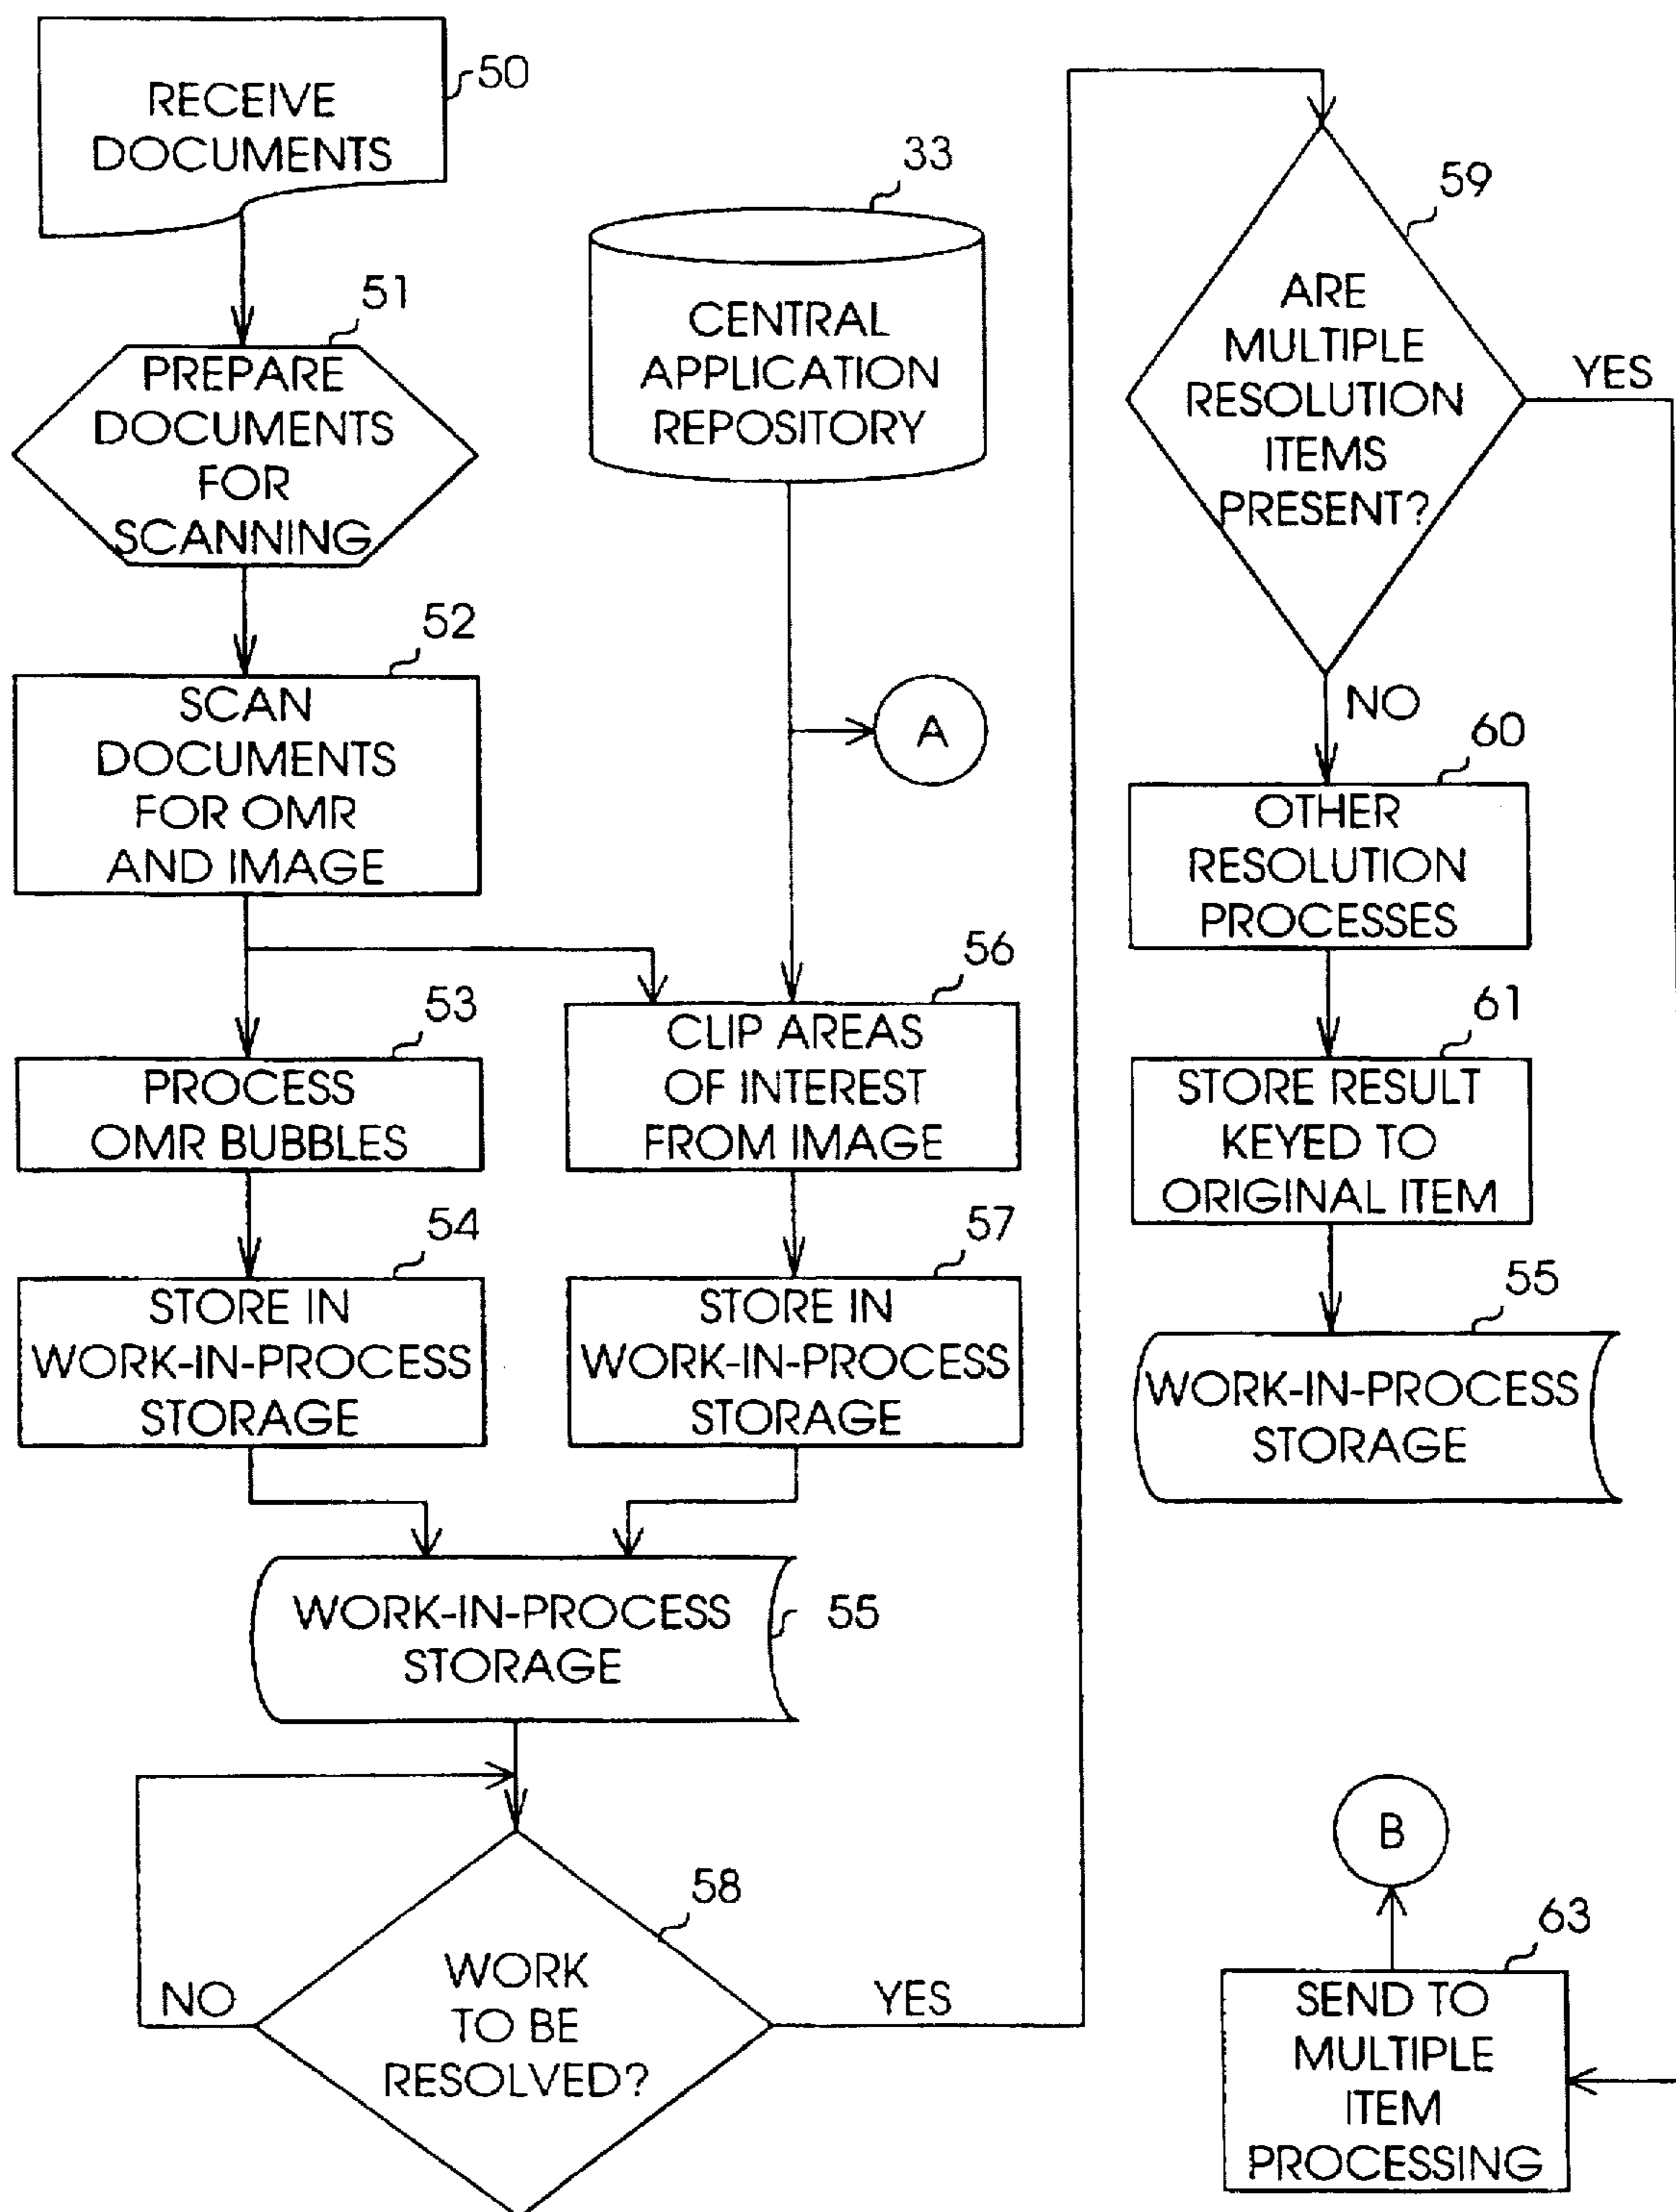 50
RECEIVE
DOCUMENTS
51
PREPARE
DOCUMENTS
FOR
SCANNING
52
SCAN
DOCUMENTS
FOR OMR
AND IMAGE
53
PROCESS
OMR BUBBLES
54
STORE IN
WORK-IN-PROCESS
STORAGE
33
CENTRAL
APPLICATION
REPOSITORY
A
56
CLIP AREAS
OF INTEREST
FROM IMAGE
57
STORE IN
WORK-IN-PROCESS
STORAGE
WORK-IN-PROCESS
STORAGE
55
58
WORK
TO BE
RESOLVED?
NO
YES
59
ARE
MULTIPLE
RESOLUTION
ITEMS
PRESENT?
YES
NO
60
OTHER
RESOLUTION
PROCESSES
61
STORE RESULT
KEYED TO
ORIGINAL ITEM
55
WORK-IN-PROCESS
STORAGE
B
63
SEND TO
MULTIPLE
ITEM
PROCESSING